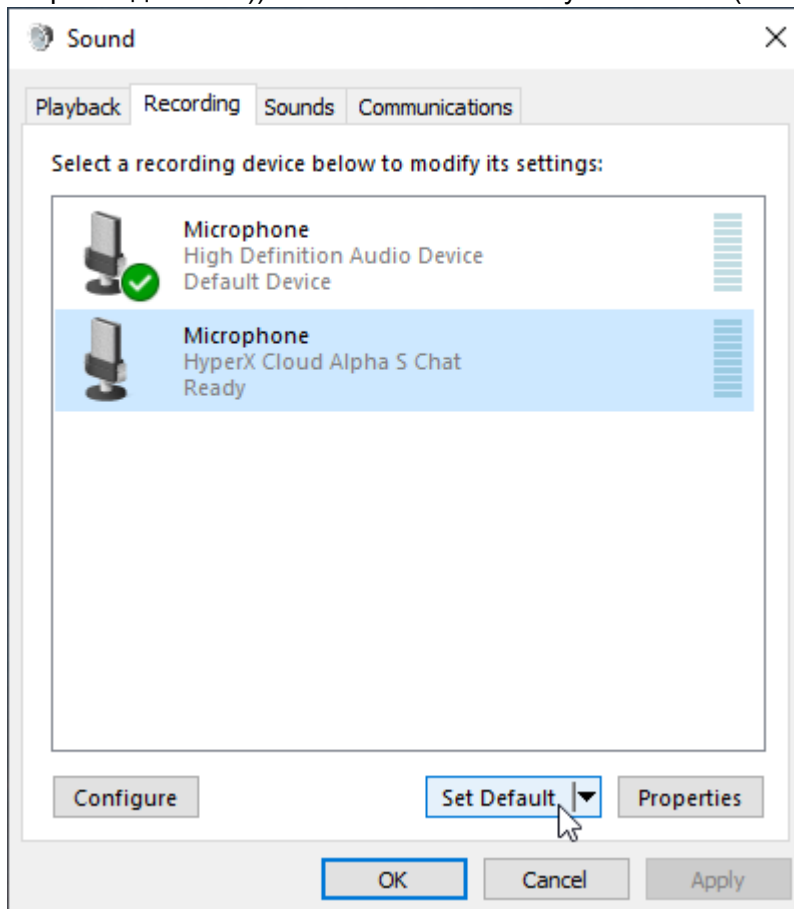 Sound
Playback Recording Sounds Communications
Select a recording device below to modify its settings:
Microphone
High Definition Audio Device
Default Device
Microphone
HyperX Cloud Alpha S Chat
Ready
Configure Set Default Properties
OK Cancel Apply